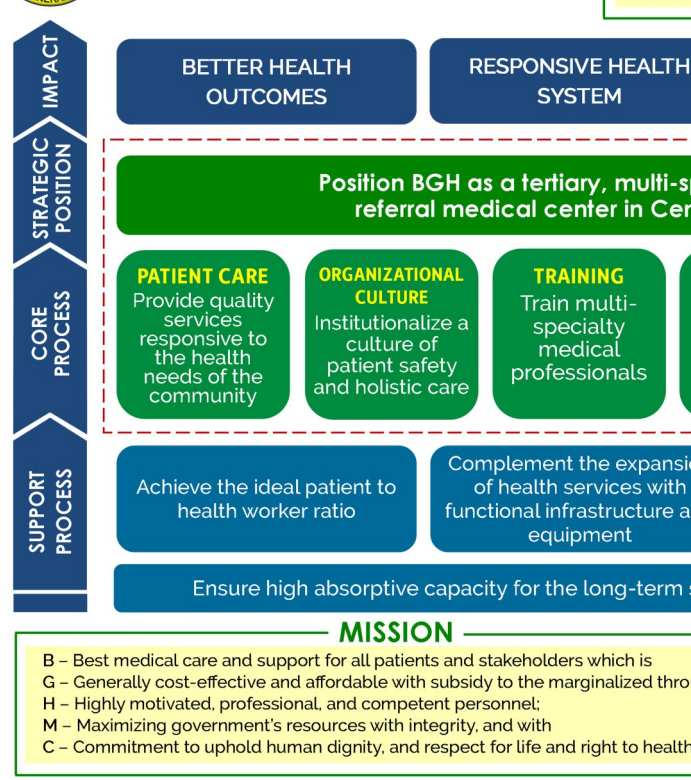 IMPACT
BETTER HEALTH
OUTCOMES
RESPONSIVE HEALTH
SYSTEM
STRATEGIC
POSITION
Position BGH as a tertiary, multi-sp
referral medical center in Cen
CORE
PROCESS
PATIENT CARE
Provide quality
services
responsive to
the health
needs of the
community
ORGANIZATIONAL
CULTURE
Institutionalize a
culture of
patient safety
and holistic care
TRAINING
Train multi-
specialty
medical
professionals
SUPPORT
PROCESS
Achieve the ideal patient to
health worker ratio
Complement the expansi
of health services with
functional infrastructure a
equipment
Ensure high absorptive capacity for the long-term s
MISSION
B – Best medical care and support for all patients and stakeholders which is
G – Generally cost-effective and affordable with subsidy to the marginalized thro
H – Highly motivated, professional, and competent personnel;
M – Maximizing government's resources with integrity, and with
C – Commitment to uphold human dignity, and respect for life and right to health